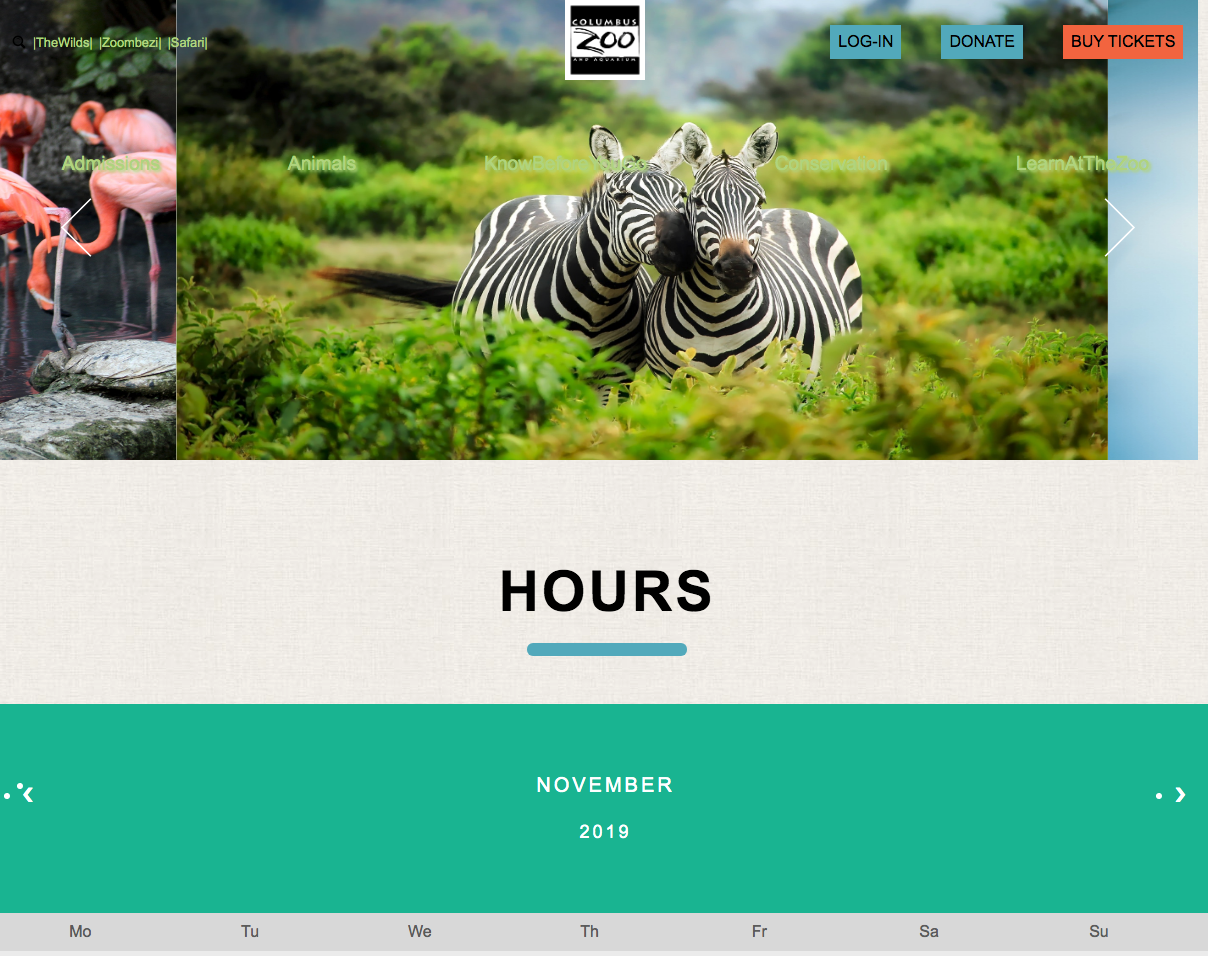 |TheWilds| |Zoombezi| |Safari|
COLUMBUS
ZOO
AND AQUARIUM
LOG-IN
DONATE
BUY TICKETS
Admissions
Animals
Conservation
LearnAtTheZoo
HOURS
NOVEMBER
2019
Mo Tu We Th Fr Sa Su